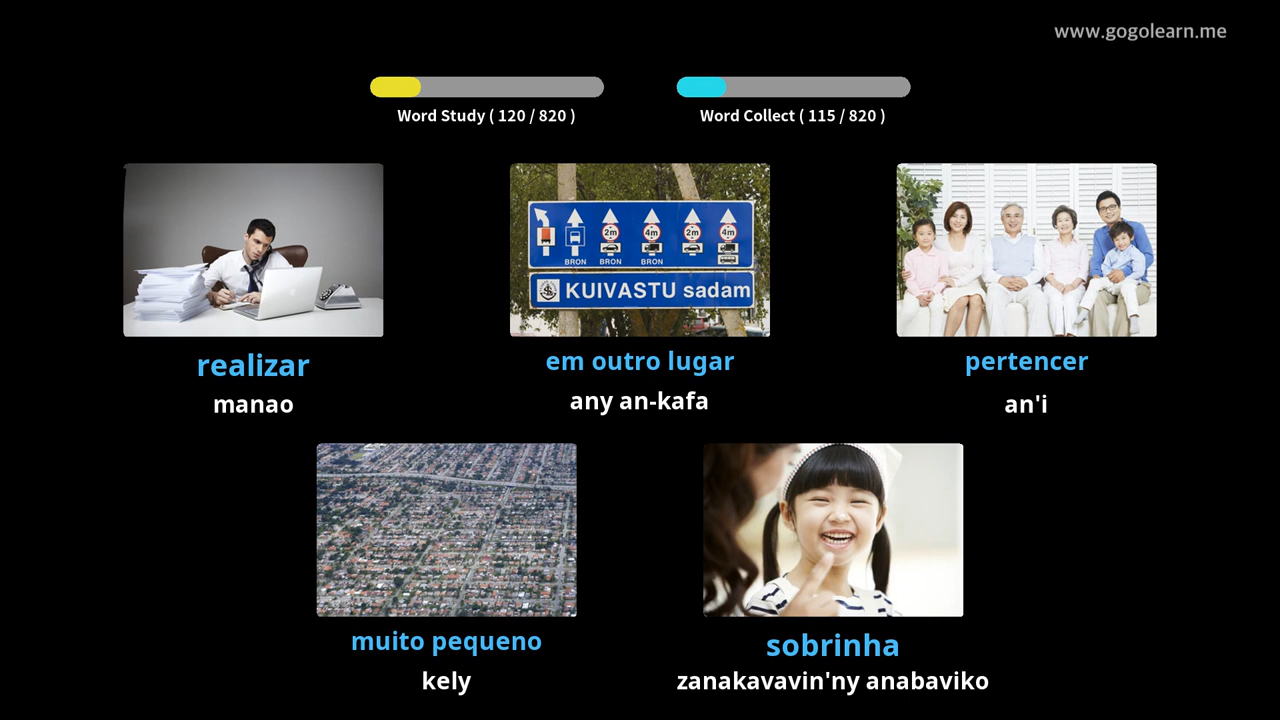 www.gogolearn.me
Word Study ( 120 / 820 )
Word Collect ( 115 / 820 )
2m
4m
2m
4m
BRON
BRON
BRON
KUIVASTU sadam
realizar
manao
em outro lugar
any an-kafa
pertencer
an'i
muito pequeno
kely
sobrinha
zanakavavin'ny anabaviko